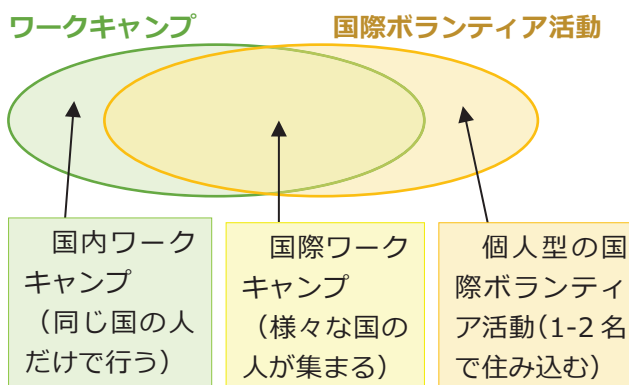 ワークキャンプ
国際ボランティア活動
国内ワーク
キャンプ
（同じ国の人
だけで行う）
国際ワーク
キャンプ
（様々な国の
人が集まる）
個人型の国
際ボランティ
ア活動(1-2 名
で住み込む）